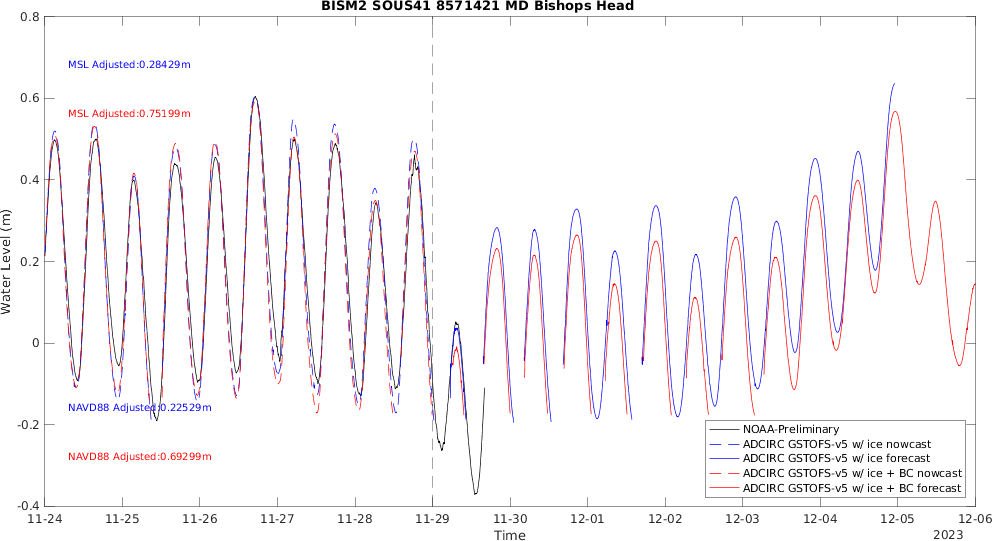 BISM2 SOUS41 8571421 MD Bishops Head
0.8
0.6
0.4
0.2
0
-0.2
-0.4
Water Level (m)
MSL Adjusted:0.28429m
MSL Adjusted:0.75199m
NAVD88 Adjusted:0.22529m
NAVD88 Adjusted:0.69299m
NOAA-Preliminary
ADCIRC GSTOFS-v5 w/ ice nowcast
ADCIRC GSTOFS-v5 w/ ice forecast
ADCIRC GSTOFS-v5 w/ ice + BC nowcast
ADCIRC GSTOFS-v5 w/ ice + BC forecast
11-24 11-25 11-26 11-27 11-28 11-29 11-30 12-01 12-02 12-03 12-04 12-05 12-06
Time
2023